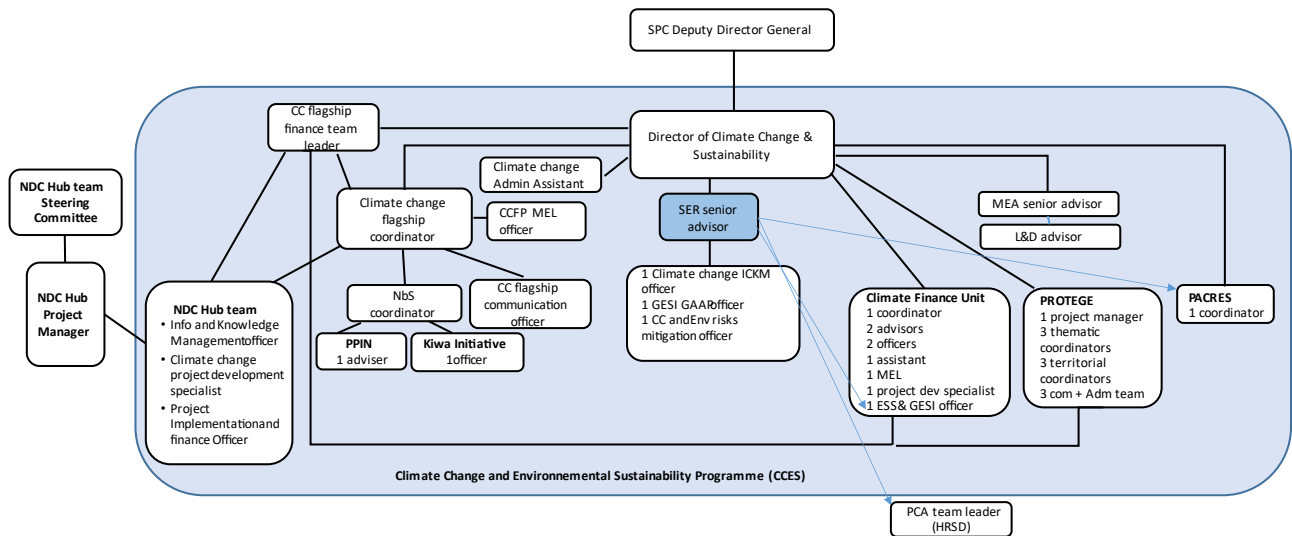 SPC Deputy Director General
CC flagship
finance team
leader
Director of Climate Change &
Sustainability
Climate change
Admin Assistant
NDC Hub team
Steering
Committee
Climate change
flagship
coordinator
CCFP MEL
officer
SER senior
advisor
MEA senior advisor
L&D advisor
NDC Hub
Project
Manager
NDC Hub team
• Info and Knowledge
Managementofficer
• Climate change
project development
specialist
• Project
Implementationand
finance Officer
NbS
coordinator
CC flagship
communication
officer
PPIN
1 adviser
Kiwa Initiative
1officer
1 Climate change ICKM
officer
1 GESI GAAPofficer
1 CC andEnv risks
mitigation officer
Climate Finance Unit
1 coordinator
2 advisors
2 officers
1 assistant
1 MEL
1 project dev specialist
1 ESS& GESI officer
PROTEGE
1 project manager
3 thematic
coordinators
3 territorial
coordinators
3 com + Adm team
PACRES
1 coordinator
Climate Change and Environnemental Sustainability Programme (CCES)
PCA team leader
(HRSD)